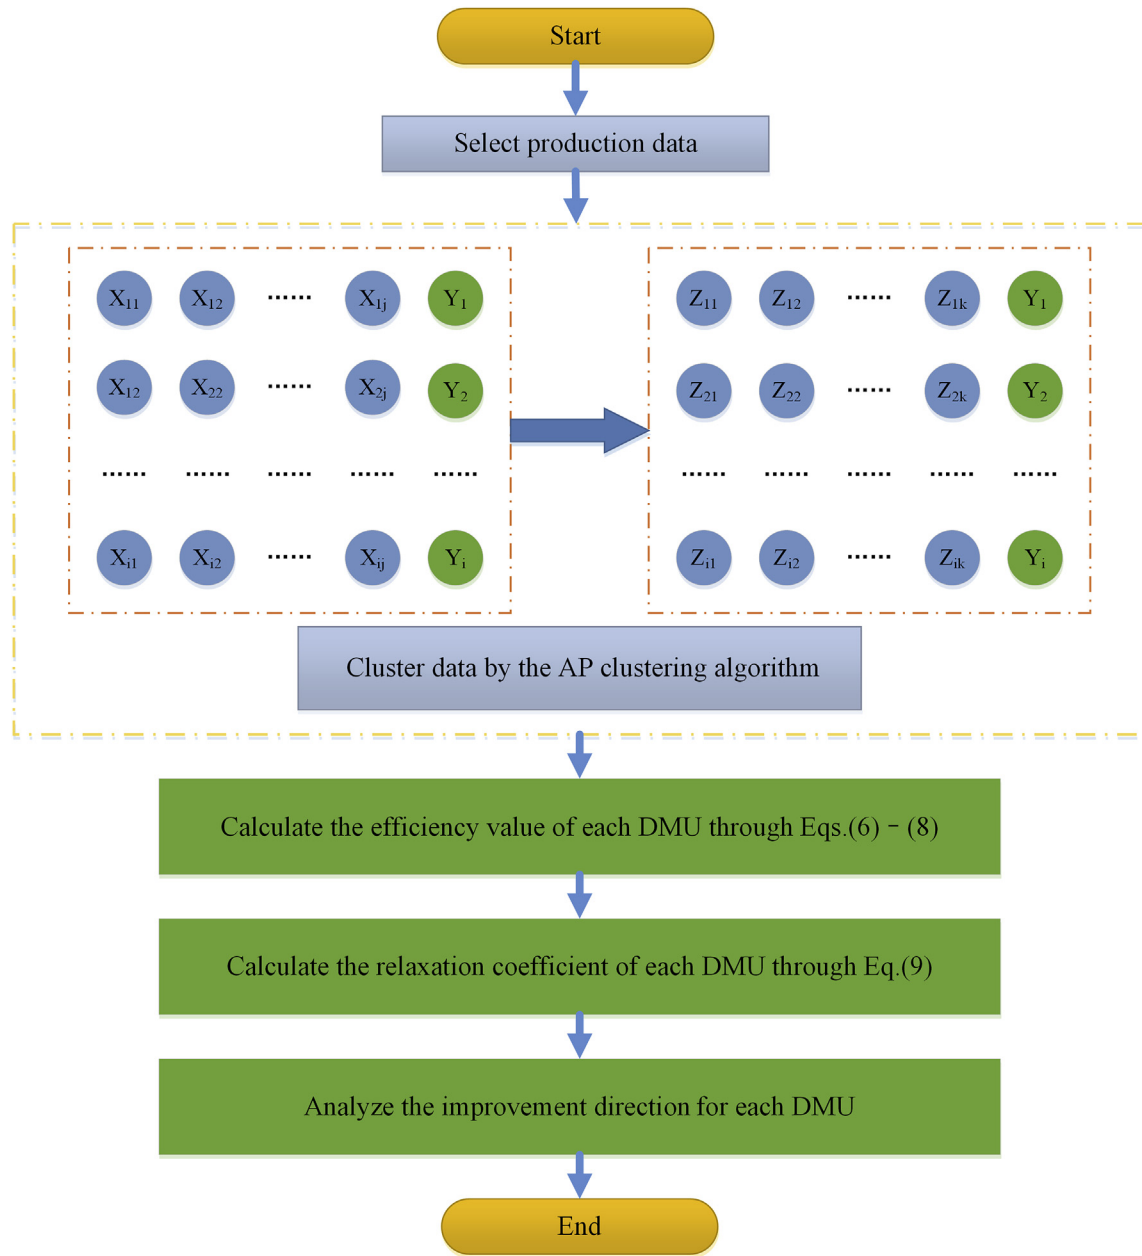 Start
Select production data
X11 X12 ...... X1j Y1 Z11 Z12 ...... Z1k Y1
X12 X22 ...... X2j Y2 Z21 Z22 ...... Z2k Y2
...... ...... ...... ...... ...... ...... ...... ...... ...... ......
Xi1 Xi2 ...... Xij Yi Zi1 Zi2 ...... Zik Yi
Cluster data by the AP clustering algorithm
Calculate the efficiency value of each DMU through Eqs.(6) - (8)
Calculate the relaxation coefficient of each DMU through Eq.(9)
Analyze the improvement direction for each DMU
End